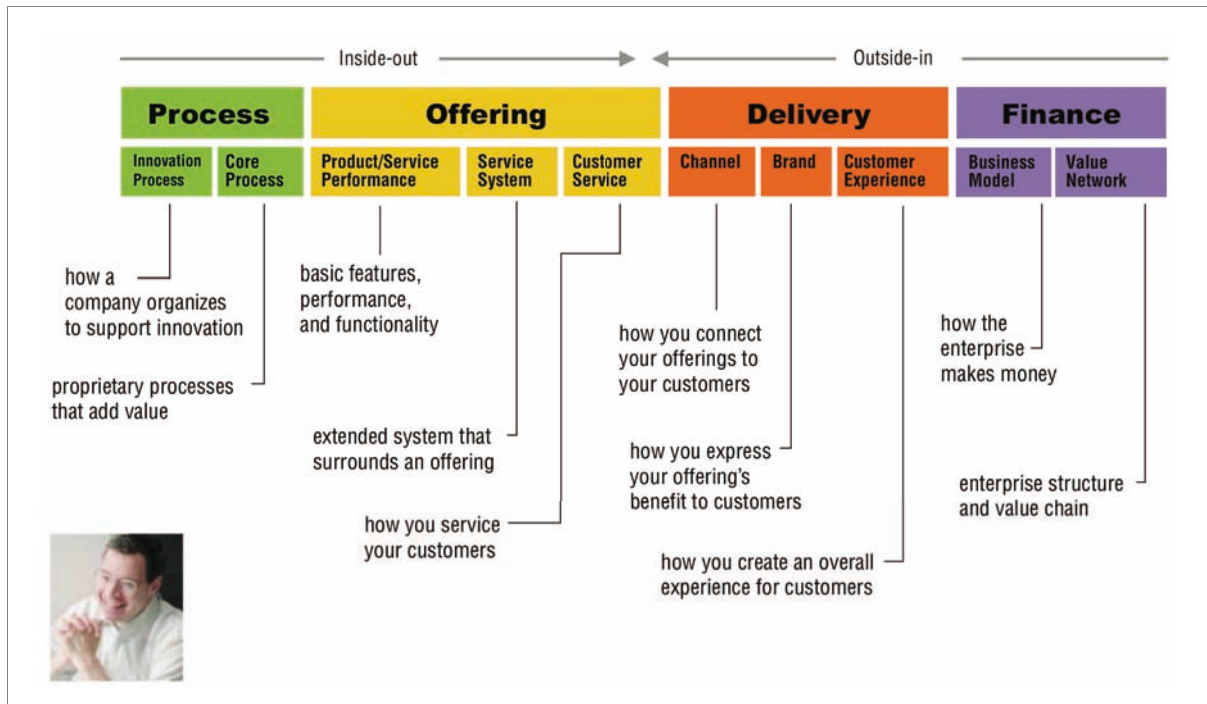 Inside-out
Outside-in
Process
Offering
Delivery
Finance
Innovation
Process
Core
Process
Product/Service
Performance
Service
System
Customer
Service
Channel
Brand
Customer
Experience
Business
Model
Value
Network
how a
company organizes
to support innovation
proprietary processes
that add value
basic features,
performance,
and functionality
extended system that
surrounds an offering
how you service
your customers
how you connect
your offerings to
your customers
how you express
your offering’s
benefit to customers
how you create an overall
experience for customers
how the
enterprise
makes money
enterprise structure
and value chain